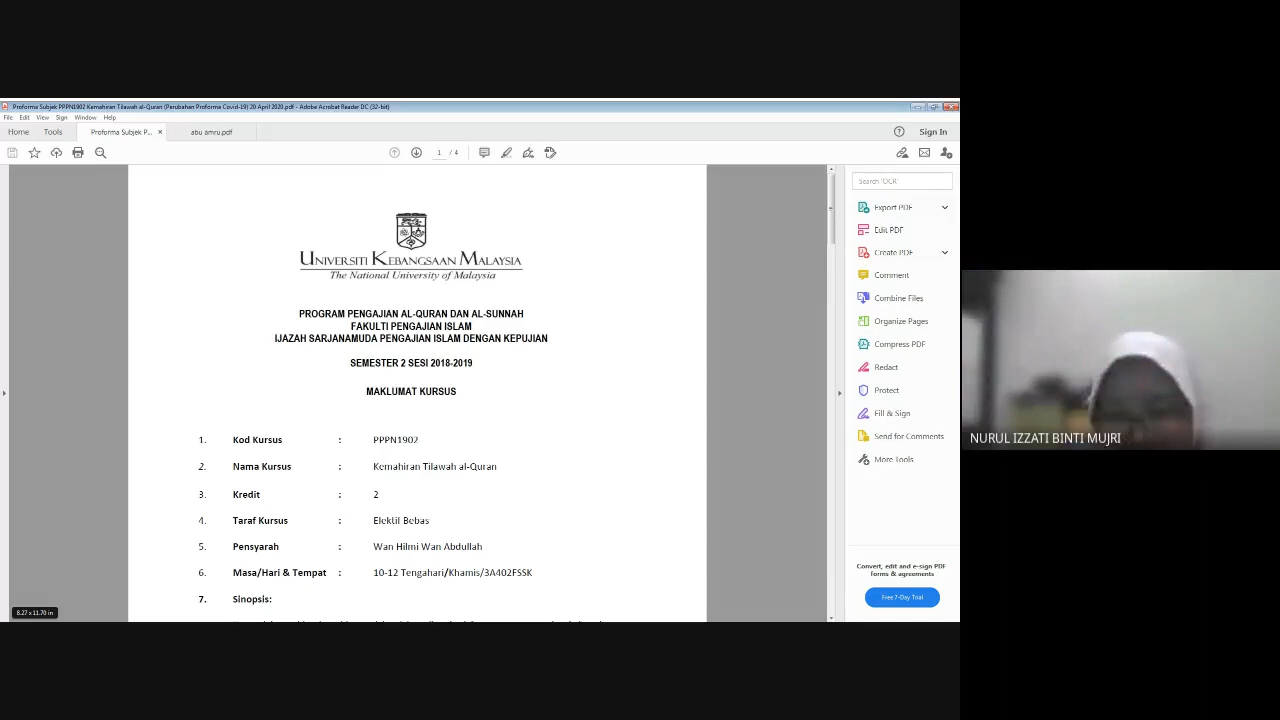 Proforma Subjek PPPN1902 Kemahiran Tilawah al-Quran (Perubahan Proforma Covid-19) 20 April 2020.pdf - Adobe Acrobat Reader DC (32-bit)
File Edit View Sign Window Help
Home Tools Proforma Subjek P... × abu amru.pdf Sign In
1 / 4
Search 'OCR'
Export PDF
Edit PDF
Create PDF
Comment
Combine Files
Organize Pages
Compress PDF
Redact
Protect
Fill & Sign
Send for Comments
More Tools
Convert, edit and e-sign PDF
forms & agreements
Free 7-Day Trial
UNIVERSITI KEBANGSAAN MALAYSIA
The National University of Malaysia
PROGRAM PENGAJIAN AL-QURAN DAN AL-SUNNAH
FAKULTI PENGAJIAN ISLAM
IJAZAH SARJANAMUDA PENGAJIAN ISLAM DENGAN KEPUJIAN
SEMESTER 2 SESI 2018-2019
MAKLUMAT KURSUS
1. Kod Kursus : PPPN1902
2. Nama Kursus : Kemahiran Tilawah al-Quran
3. Kredit : 2
4. Taraf Kursus : Elektif Bebas
5. Pensyarah : Wan Hilmi Wan Abdullah
6. Masa/Hari & Tempat : 10-12 Tengahari/Khamis/3A402FSSK
7. Sinopsis:
8.27 x 11.70 in
NURUL IZZATI BINTI MUJRI